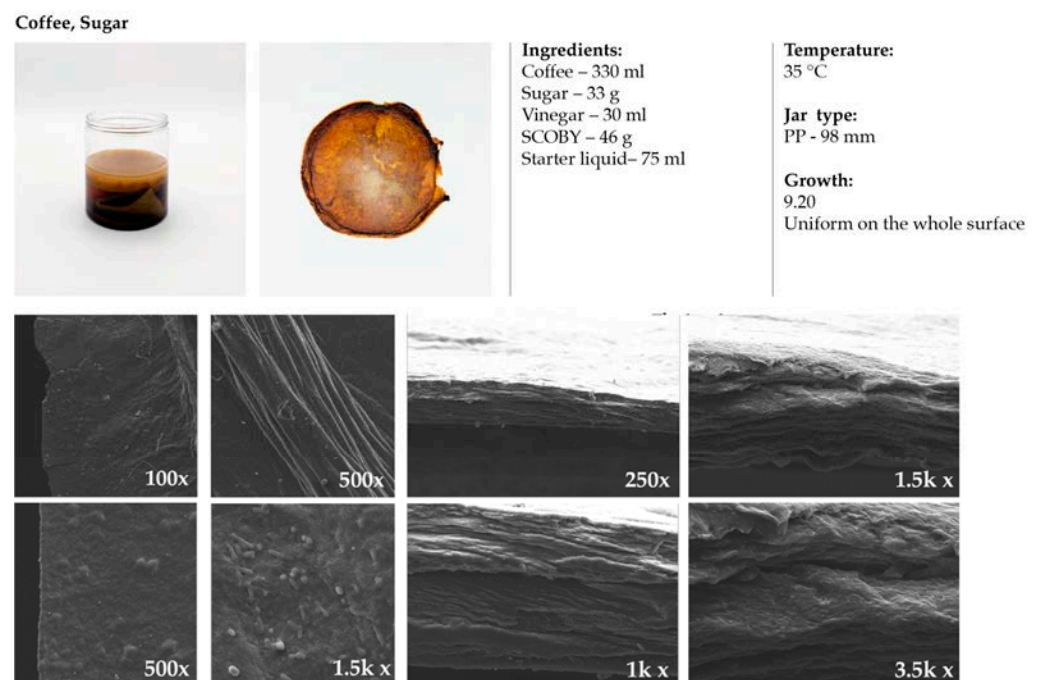 Coffee, Sugar
Ingredients:
Coffee – 330 ml
Sugar – 33 g
Vinegar – 30 ml
SCOBY – 46 g
Starter liquid– 75 ml
Temperature:
35 °C
Jar type:
PP - 98 mm
Growth:
9.20
Uniform on the whole surface
100x
500x
250x
1.5k x
500x
1.5k x
1k x
3.5k x